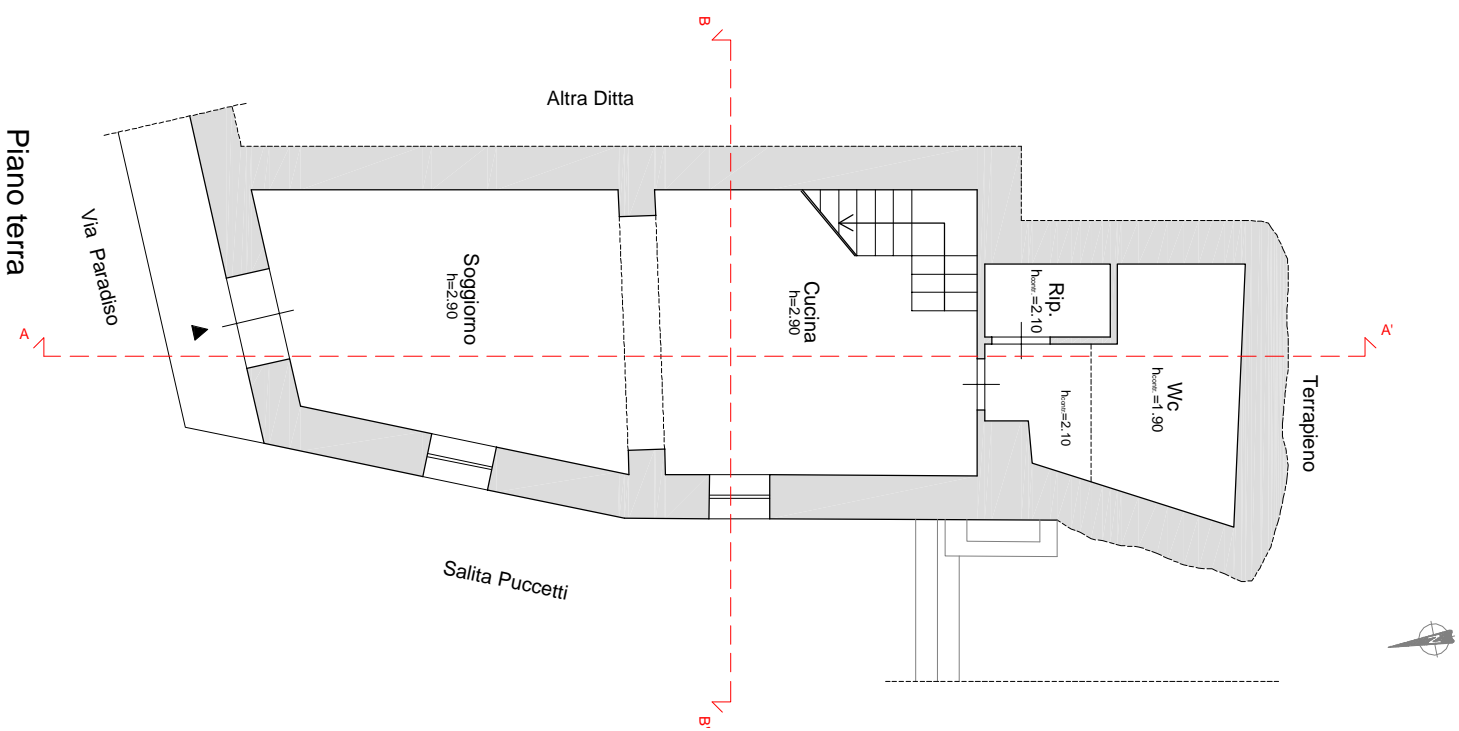 B
Altra Ditta
Piano terra
Via Paradiso
A
Soggiorno
h=2.90
Cucina
h=2.90
Rip.
hcontr.=2.10
Wc
hcontr.=1.90
hcontr.=2.10
A'
Terrapieno
Salita Puccetti
N
B'